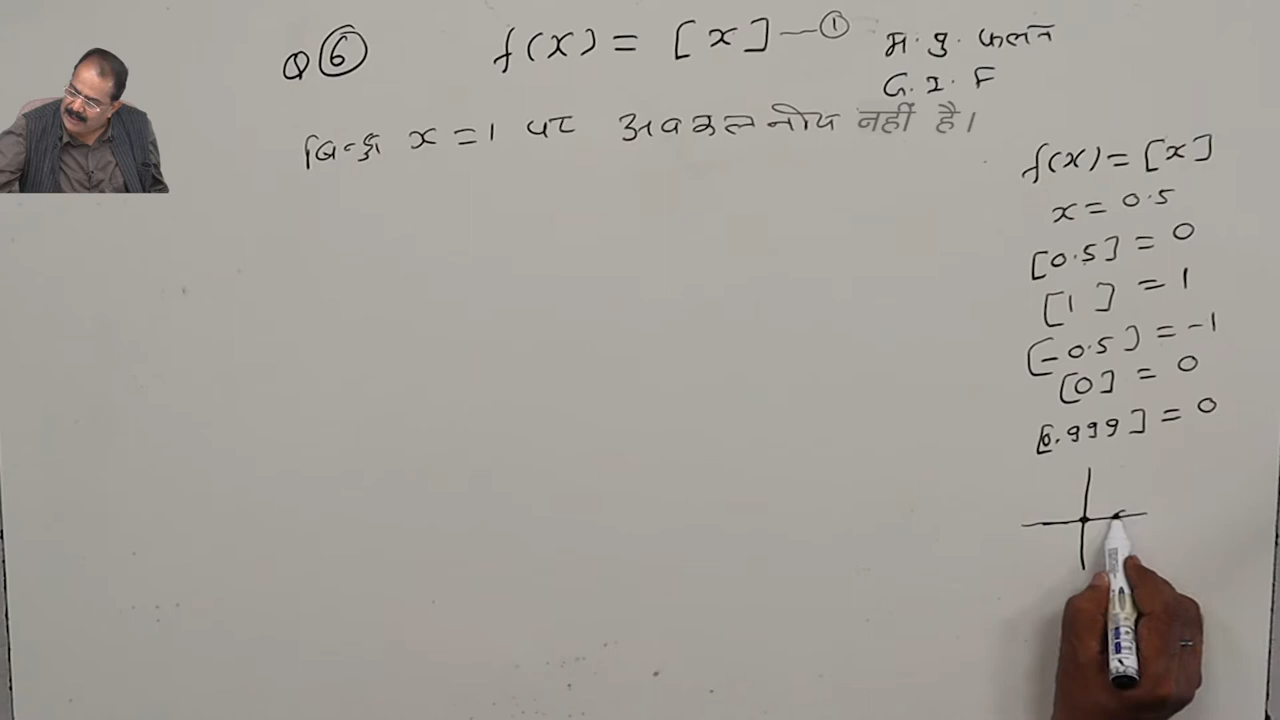 Q ⑥ f(x) = [x] —①
म. पु. फलन
G. I. F
बिन्दु x = 1 पर अवकलनीय नहीं है।
f(x) = [x]
x = 0.5
[0.5] = 0
[1] = 1
[-0.5] = -1
[0] = 0
[0.999] = 0